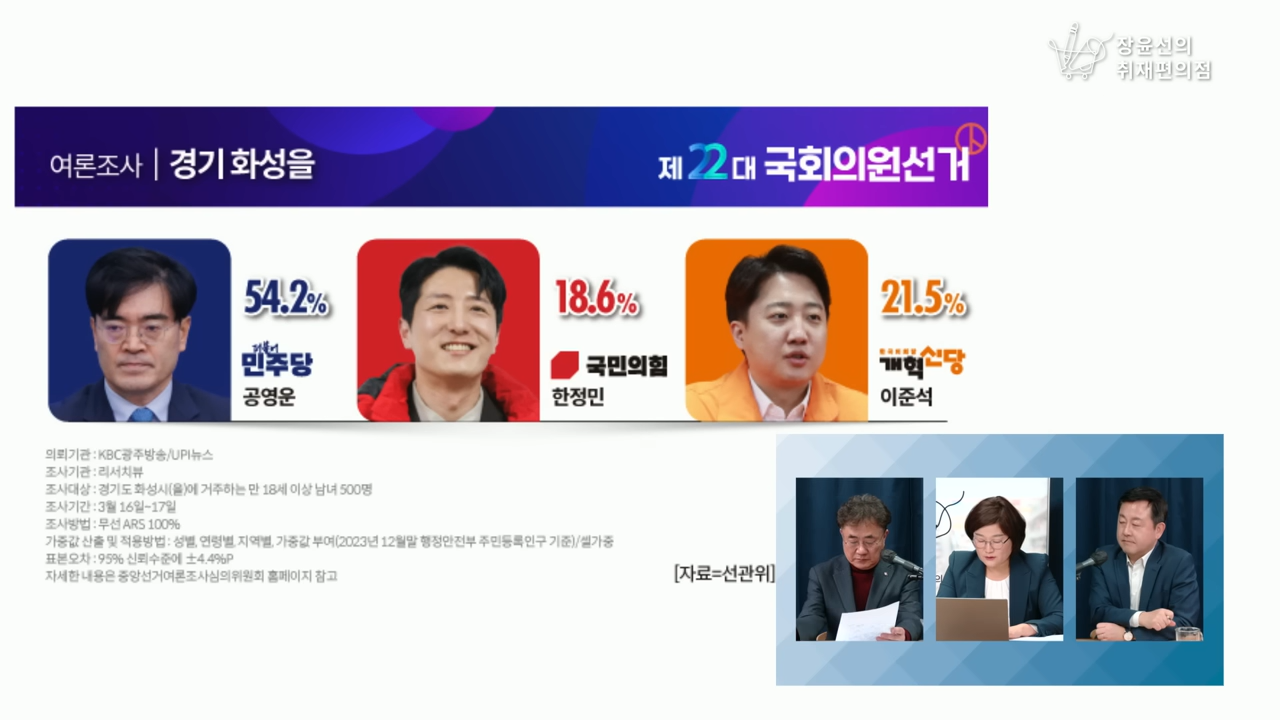 장윤선의
취재편의점
여론조사 | 경기 화성을
제22대 국회의원선거
54.2%
더불어
민주당
공영운
18.6%
국민의힘
한정민
21.5%
개혁신당
이준석
의뢰기관 : KBC광주방송/UPI뉴스
조사기관 : 리서치뷰
조사대상 : 경기도 화성시(을)에 거주하는 만 18세 이상 남녀 500명
조사기간 : 3월 16일~17일
조사방법 : 무선 ARS 100%
가중값 산출 및 적용방법 : 성별, 연령별, 지역별, 가중값 부여(2023년 12월말 행정안전부 주민등록인구 기준)/셀가중
표본오차 : 95% 신뢰수준에 ±4.4%P
자세한 내용은 중앙선거여론조사심의위원회 홈페이지 참고
[자료=선관위]